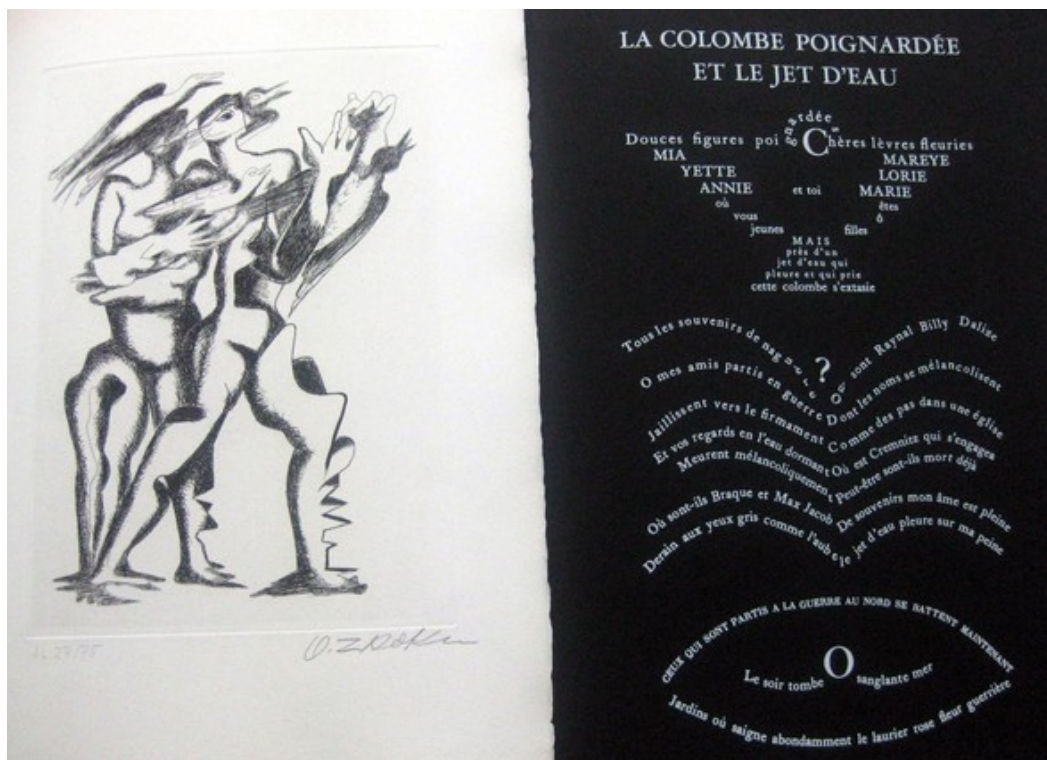 O. ZADKINE
LA COLOMBE POIGNARDÉE
ET LE JET D'EAU
Douces figures poignardées Chères lèvres fleuries
MIA MAREYE
YETTE LORIE
ANNIE et toi MARIE
où êtes
vous ô
jeunes filles
MAIS
près d'un
jet d'eau qui
pleure et qui prie
cette colombe s'extasie
Tous les souvenirs de naguère ? Où sont Raynal Billy Dalize
O mes amis partis en guerre Dont les noms se mélancolisent
Jaillissent vers le firmament Comme des pas dans une église
Et vos regards en l'eau dormant Où est Cremnitz qui s'engagea
Meurent mélancoliquement Peut-être sont-ils mort déjà
Où sont-ils Braque et Max Jacob De souvenirs mon âme est pleine
Derain aux yeux gris comme l'aube le jet d'eau pleure sur ma peine
CEUX QUI SONT PARTIS A LA GUERRE AU NORD SE BATTENT MAINTENANT
Le soir tombe O sanglante mer
Jardins où saigne abondamment le laurier rose fleur guerrière